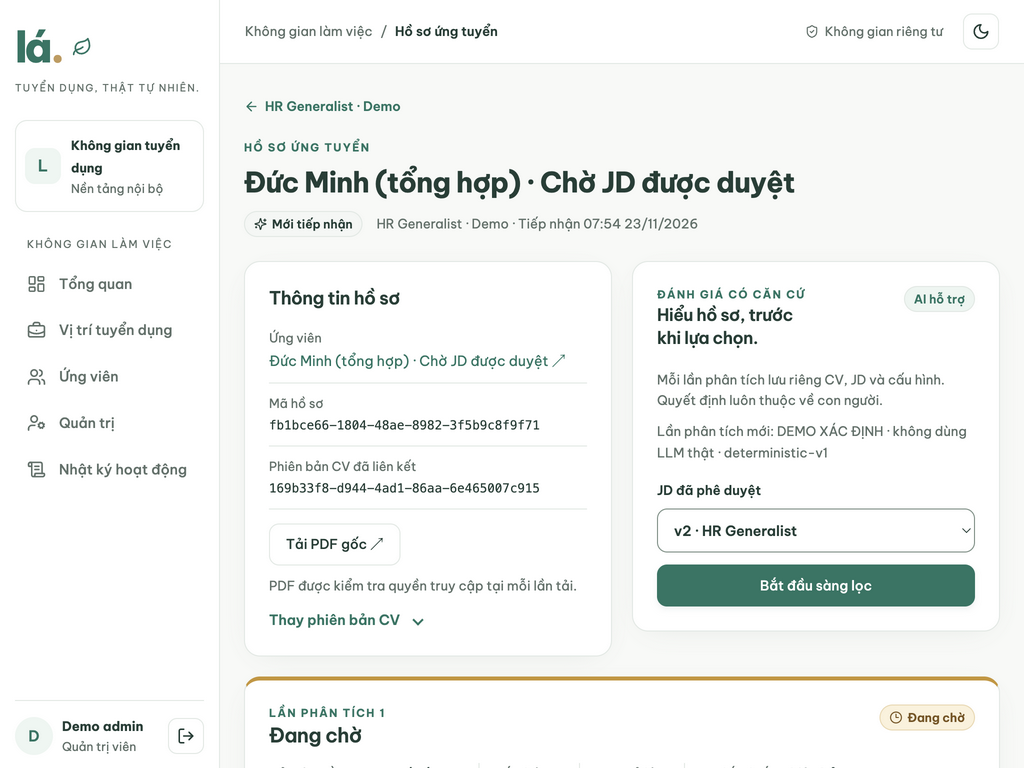 lá.
TUYỂN DỤNG, THẬT TỰ NHIÊN.
L
Không gian tuyển
dụng
Nền tảng nội bộ
KHÔNG GIAN LÀM VIỆC
Tổng quan
Vị trí tuyển dụng
Ứng viên
Quản trị
Nhật ký hoạt động
D
Demo admin
Quản trị viên
Không gian làm việc / Hồ sơ ứng tuyển
Không gian riêng tư
← HR Generalist · Demo
HỒ SƠ ỨNG TUYỂN
Đức Minh (tổng hợp) · Chờ JD được duyệt
Mới tiếp nhận
HR Generalist · Demo · Tiếp nhận 07:54 23/11/2026
Thông tin hồ sơ
Ứng viên
Đức Minh (tổng hợp) · Chờ JD được duyệt ↗
Mã hồ sơ
fb1bce66-1804-48ae-8982-3f5b9c8f9f71
Phiên bản CV đã liên kết
169b33f8-d944-4ad1-86aa-6e465007c915
Tải PDF gốc ↗
PDF được kiểm tra quyền truy cập tại mỗi lần tải.
Thay phiên bản CV
ĐÁNH GIÁ CÓ CĂN CỨ
AI hỗ trợ
Hiểu hồ sơ, trước
khi lựa chọn.
Mỗi lần phân tích lưu riêng CV, JD và cấu hình.
Quyết định luôn thuộc về con người.
Lần phân tích mới: DEMO XÁC ĐỊNH · không dùng
LLM thật · deterministic-v1
JD đã phê duyệt
v2 · HR Generalist
Bắt đầu sàng lọc
LẦN PHÂN TÍCH 1
Đang chờ
Đang chờ